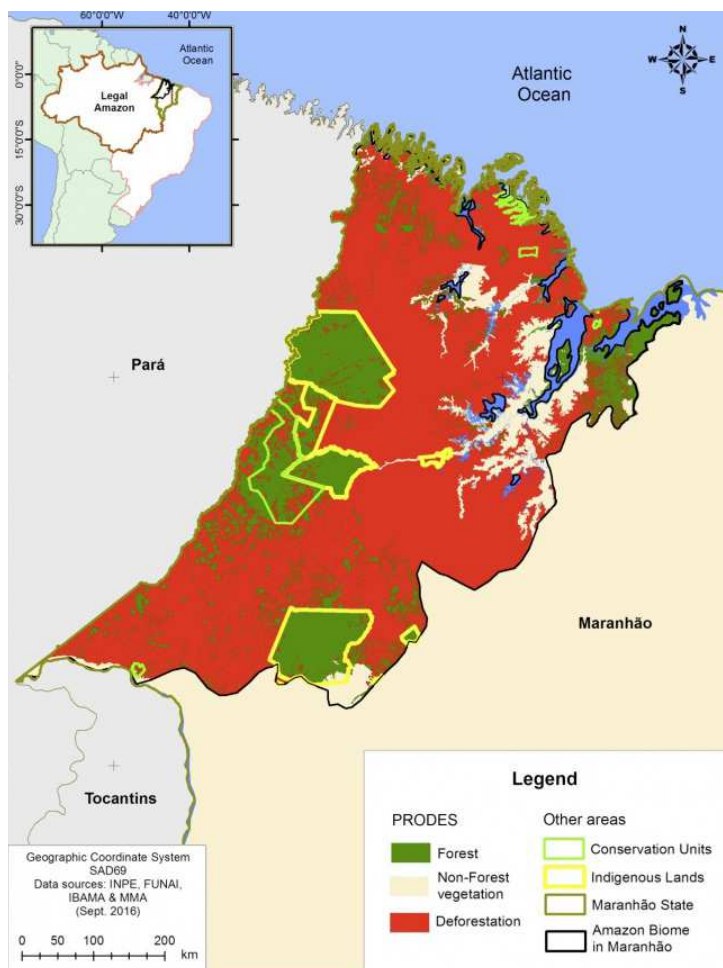 60°0'0"W
40°0'0"W
Atlantic
Ocean
0°0'0"
15°0'0"S
30°0'0"S
Legal
Amazon
N
W
E
S
Atlantic
Ocean
Pará
Maranhão
Tocantins
Geographic Coordinate System
SAD69
Data sources: INPE, FUNAI,
IBAMA & MMA
(Sept. 2016)
0 50 100 200
km
Legend
PRODES
Forest
Non-Forest
vegetation
Deforestation
Other areas
Conservation Units
Indigenous Lands
Maranhão State
Amazon Biome
in Maranhão